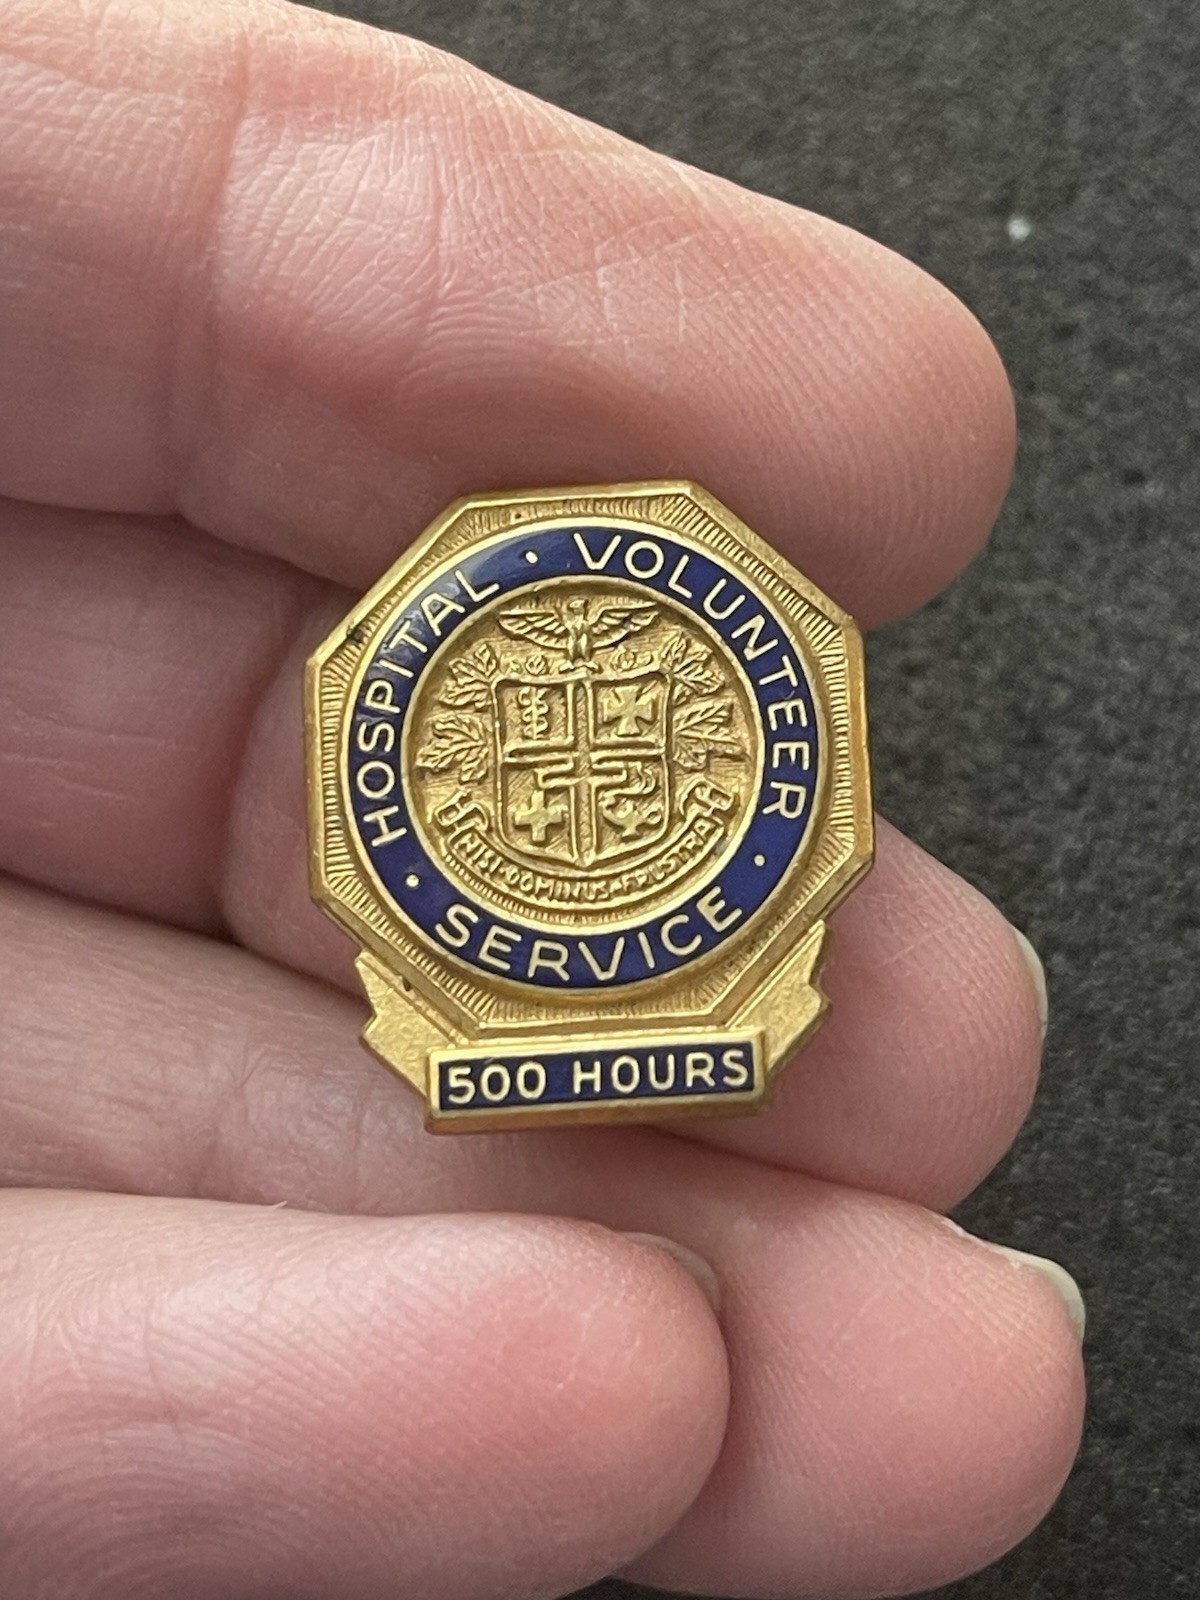 HOSPITAL · VOLUNTEER
· SERVICE ·
NISI·DOMINUS·FRUSTRA
500 HOURS